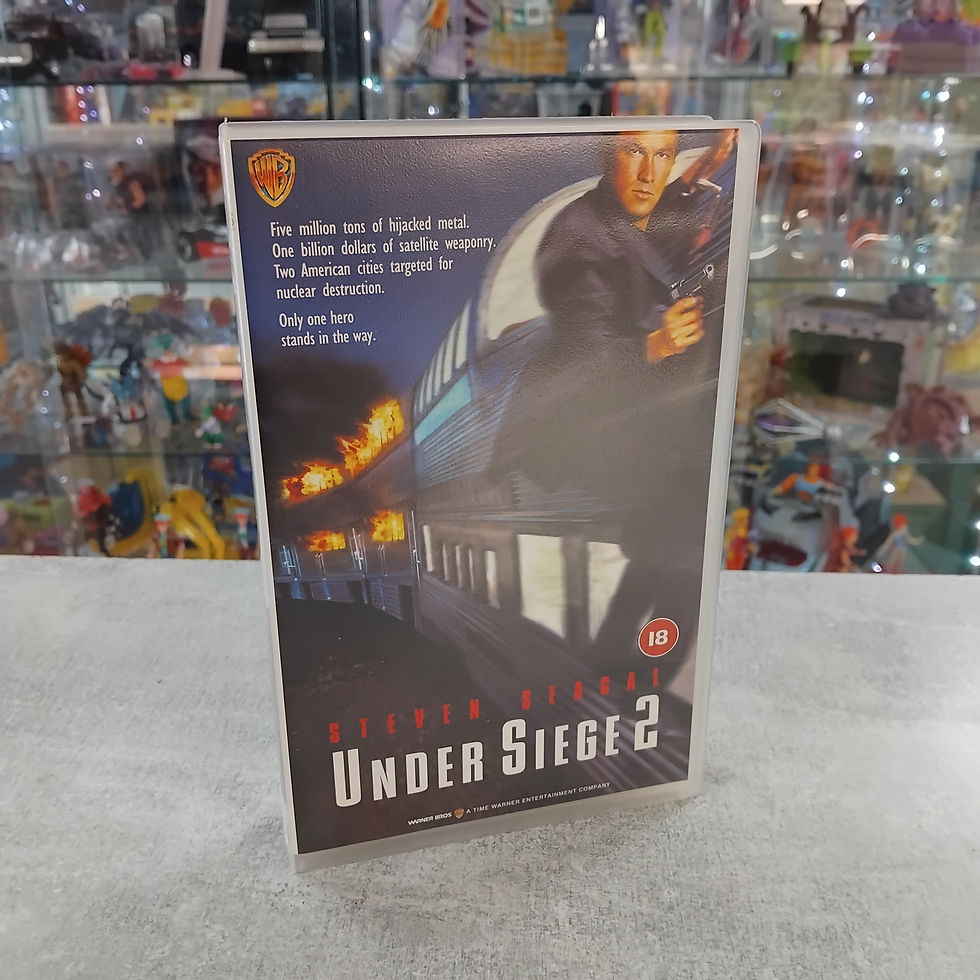 WB
Five million tons of hijacked metal.
One billion dollars of satellite weaponry.
Two American cities targeted for
nuclear destruction.
Only one hero
stands in the way.
18
STEVEN SEAGAL
UNDER SIEGE 2
WARNER BROS A TIME WARNER ENTERTAINMENT COMPANY